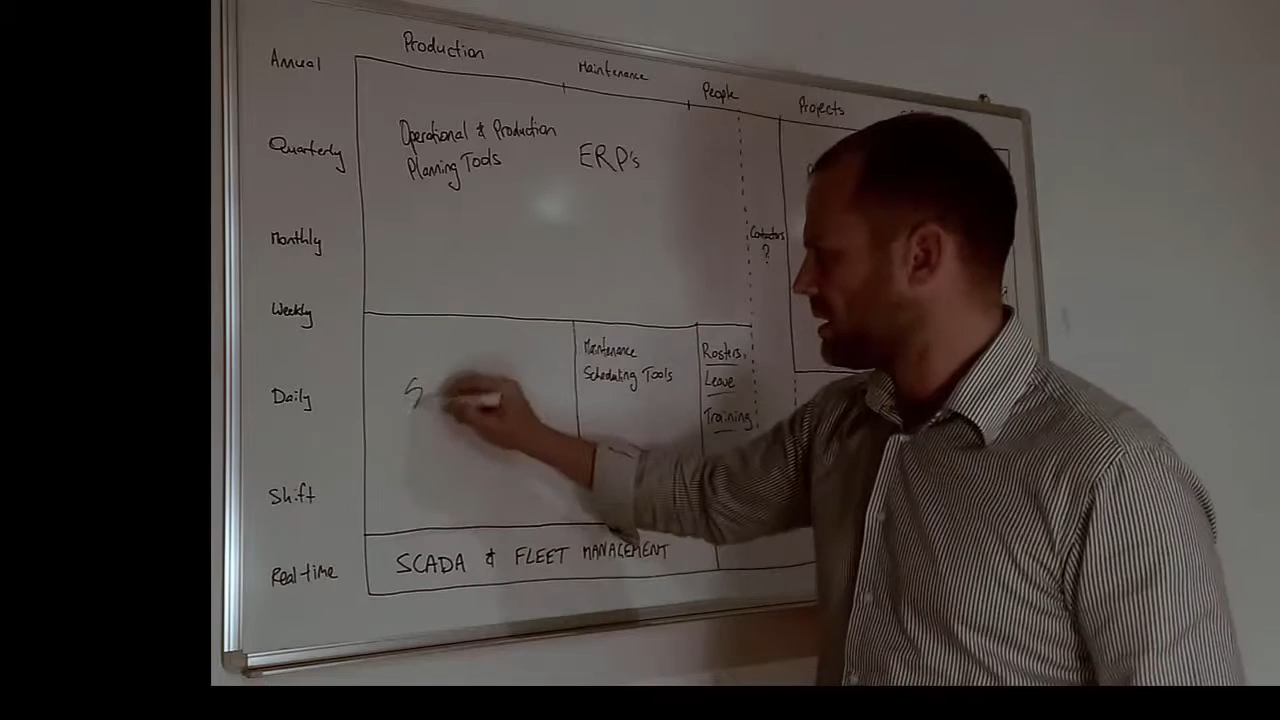 Production
Maintenance
People
Projects
Annual
Quarterly
Monthly
Weekly
Daily
Shift
Real-time
Operational & Production
Planning Tools
ERP's
Contractors
?
Maintenance
Scheduling Tools
Rosters,
Leave
Training
S
SCADA & FLEET MANAGEMENT